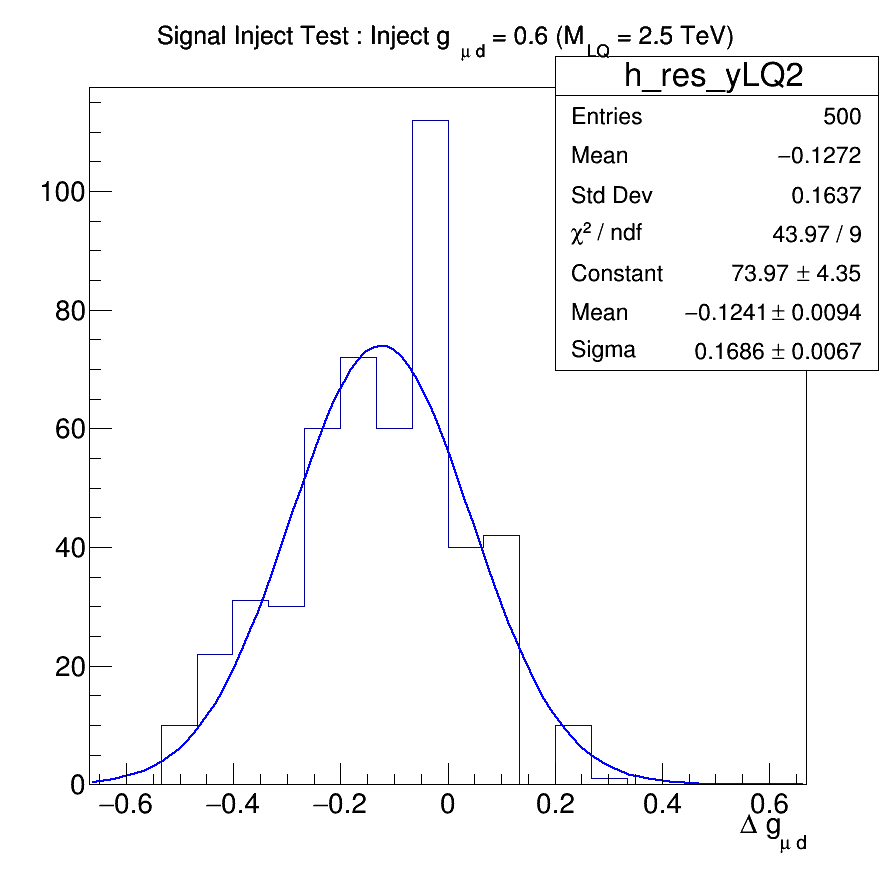 Signal Inject Test : Inject g μ d = 0.6 (M LQ = 2.5 TeV)
h_res_yLQ2
Entries 500
Mean −0.1272
Std Dev 0.1637
χ² / ndf 43.97 / 9
Constant 73.97 ± 4.35
Mean −0.1241 ± 0.0094
Sigma 0.1686 ± 0.0067
100
80
60
40
20
0
−0.6 −0.4 −0.2 0 0.2 0.4 0.6
Δ g μ d